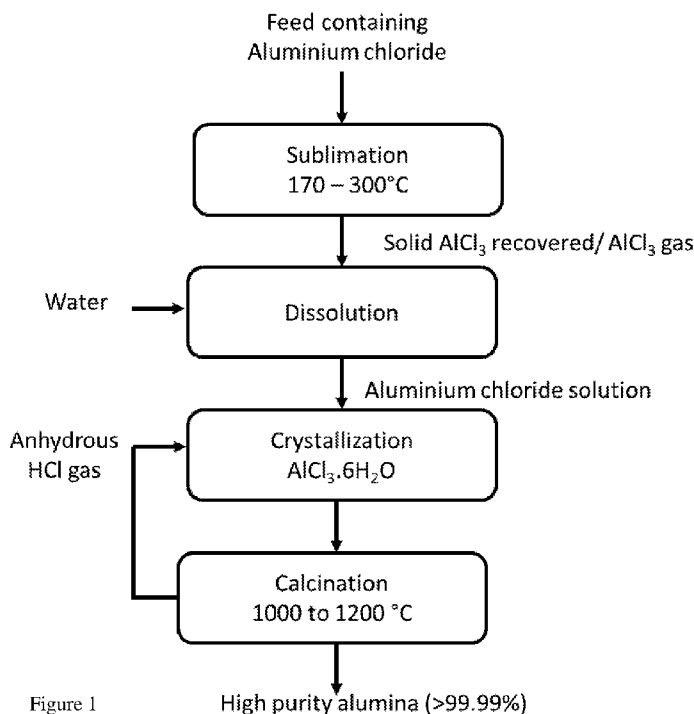 Feed containing
Aluminium chloride
Sublimation
170 – 300°C
Solid AlCl₃ recovered/ AlCl₃ gas
Water
Dissolution
Aluminium chloride solution
Anhydrous
HCl gas
Crystallization
AlCl₃.6H₂O
Calcination
1000 to 1200 °C
Figure 1
High purity alumina (>99.99%)